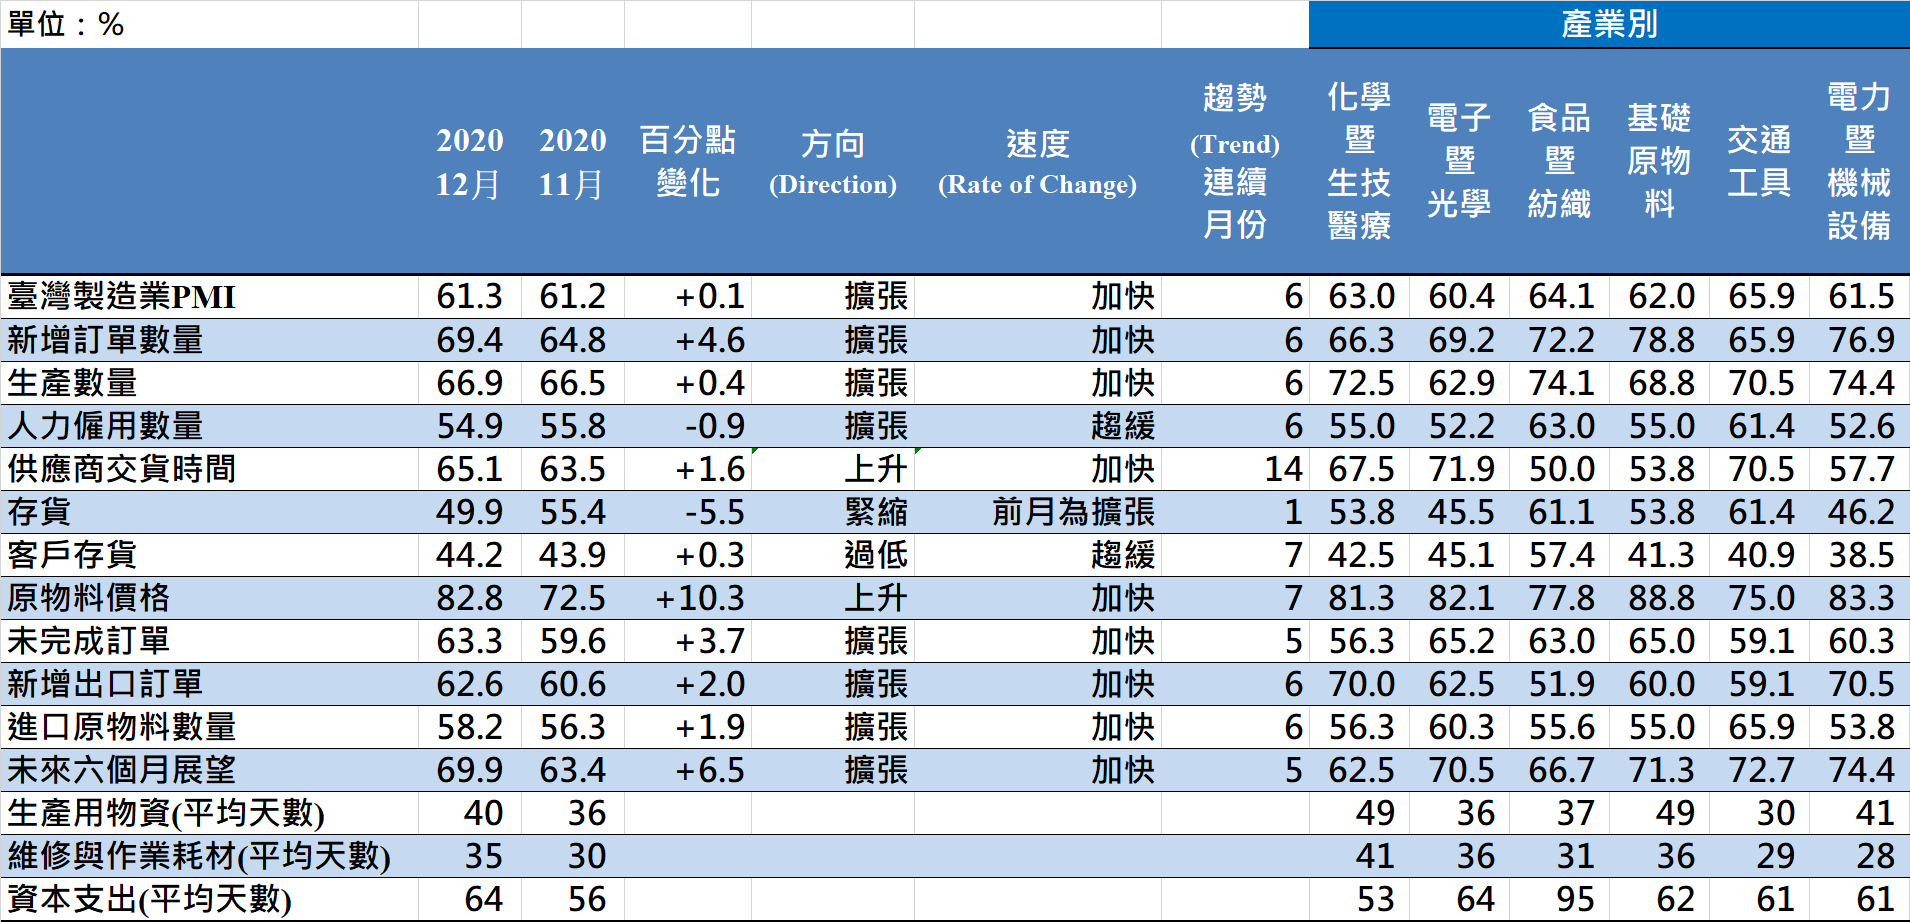 單位：% 產業別
2020 12月 2020 11月 百分點變化 方向 (Direction) 速度 (Rate of Change) 趨勢 (Trend) 連續月份 化學暨生技醫療 電子暨光學 食品暨紡織 基礎原物料 交通工具 電力暨機械設備
臺灣製造業PMI 61.3 61.2 +0.1 擴張 加快 6 63.0 60.4 64.1 62.0 65.9 61.5
新增訂單數量 69.4 64.8 +4.6 擴張 加快 6 66.3 69.2 72.2 78.8 65.9 76.9
生產數量 66.9 66.5 +0.4 擴張 加快 6 72.5 62.9 74.1 68.8 70.5 74.4
人力僱用數量 54.9 55.8 -0.9 擴張 趨緩 6 55.0 52.2 63.0 55.0 61.4 52.6
供應商交貨時間 65.1 63.5 +1.6 上升 加快 14 67.5 71.9 50.0 53.8 70.5 57.7
存貨 49.9 55.4 -5.5 緊縮 前月為擴張 1 53.8 45.5 61.1 53.8 61.4 46.2
客戶存貨 44.2 43.9 +0.3 過低 趨緩 7 42.5 45.1 57.4 41.3 40.9 38.5
原物料價格 82.8 72.5 +10.3 上升 加快 7 81.3 82.1 77.8 88.8 75.0 83.3
未完成訂單 63.3 59.6 +3.7 擴張 加快 5 56.3 65.2 63.0 65.0 59.1 60.3
新增出口訂單 62.6 60.6 +2.0 擴張 加快 6 70.0 62.5 51.9 60.0 59.1 70.5
進口原物料數量 58.2 56.3 +1.9 擴張 加快 6 56.3 60.3 55.6 55.0 65.9 53.8
未來六個月展望 69.9 63.4 +6.5 擴張 加快 5 62.5 70.5 66.7 71.3 72.7 74.4
生產用物資(平均天數) 40 36 49 36 37 49 30 41
維修與作業耗材(平均天數) 35 30 41 36 31 36 29 28
資本支出(平均天數) 64 56 53 64 95 62 61 61